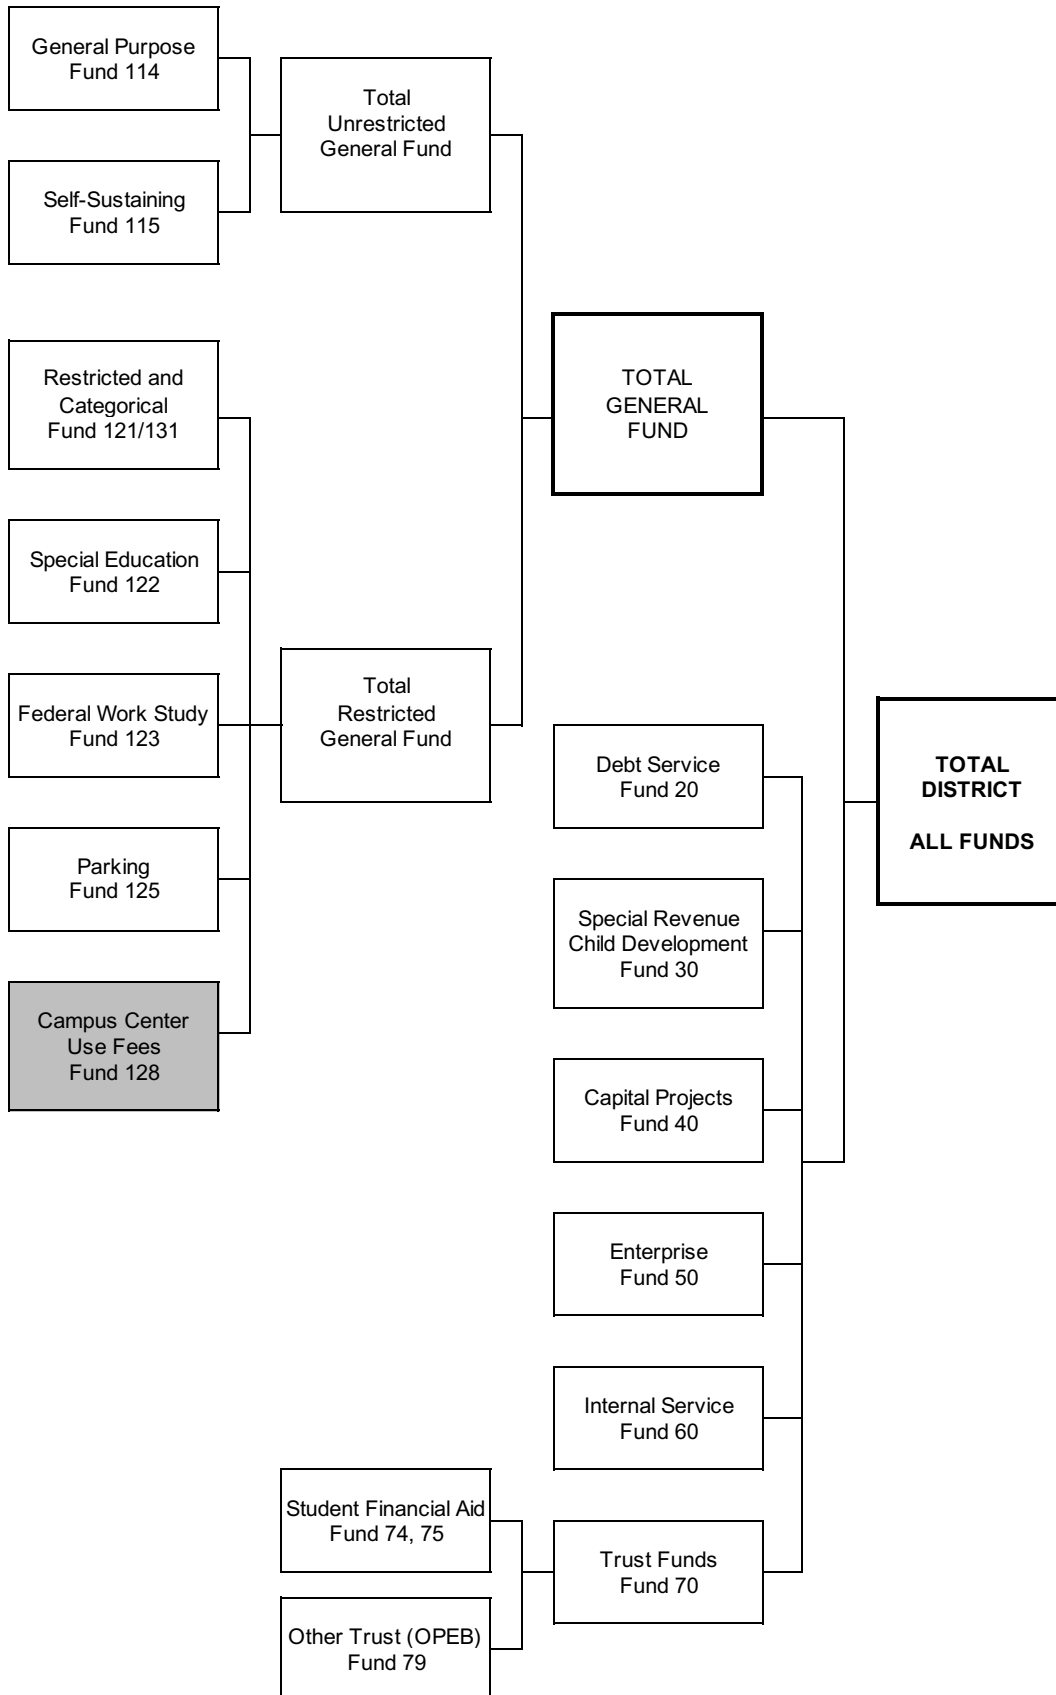 General Purpose
Fund 114
Self-Sustaining
Fund 115
Restricted and
Categorical
Fund 121/131
Special Education
Fund 122
Federal Work Study
Fund 123
Parking
Fund 125
Campus Center
Use Fees
Fund 128
Total
Unrestricted
General Fund
Total
Restricted
General Fund
Student Financial Aid
Fund 74, 75
Other Trust (OPEB)
Fund 79
TOTAL
GENERAL
FUND
Debt Service
Fund 20
Special Revenue
Child Development
Fund 30
Capital Projects
Fund 40
Enterprise
Fund 50
Internal Service
Fund 60
Trust Funds
Fund 70
TOTAL
DISTRICT
ALL FUNDS